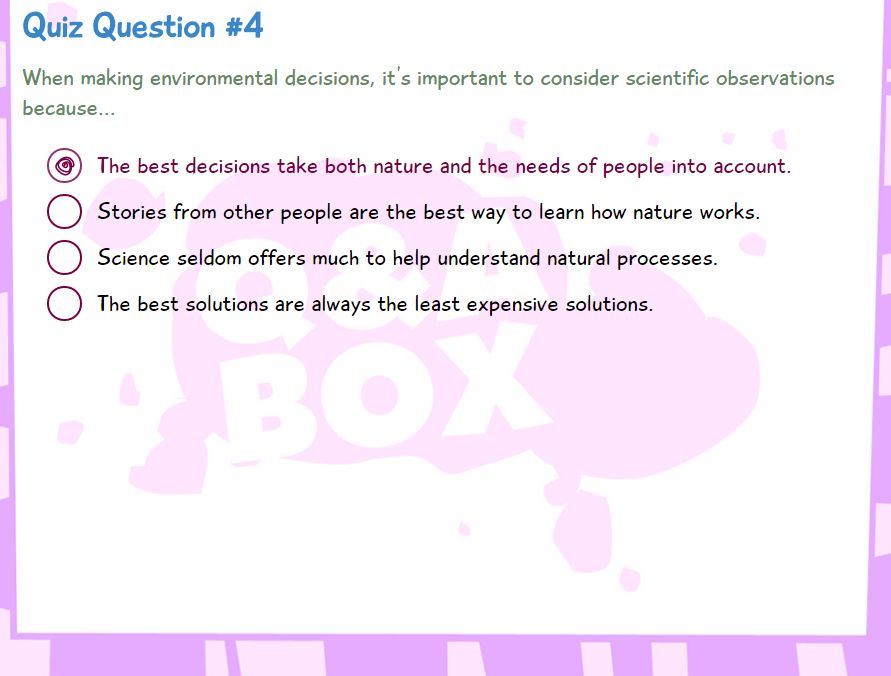 Quiz Question #4
When making environmental decisions, it's important to consider scientific observations
because...
The best decisions take both nature and the needs of people into account.
Stories from other people are the best way to learn how nature works.
Science seldom offers much to help understand natural processes.
The best solutions are always the least expensive solutions.
Q&A
BOX